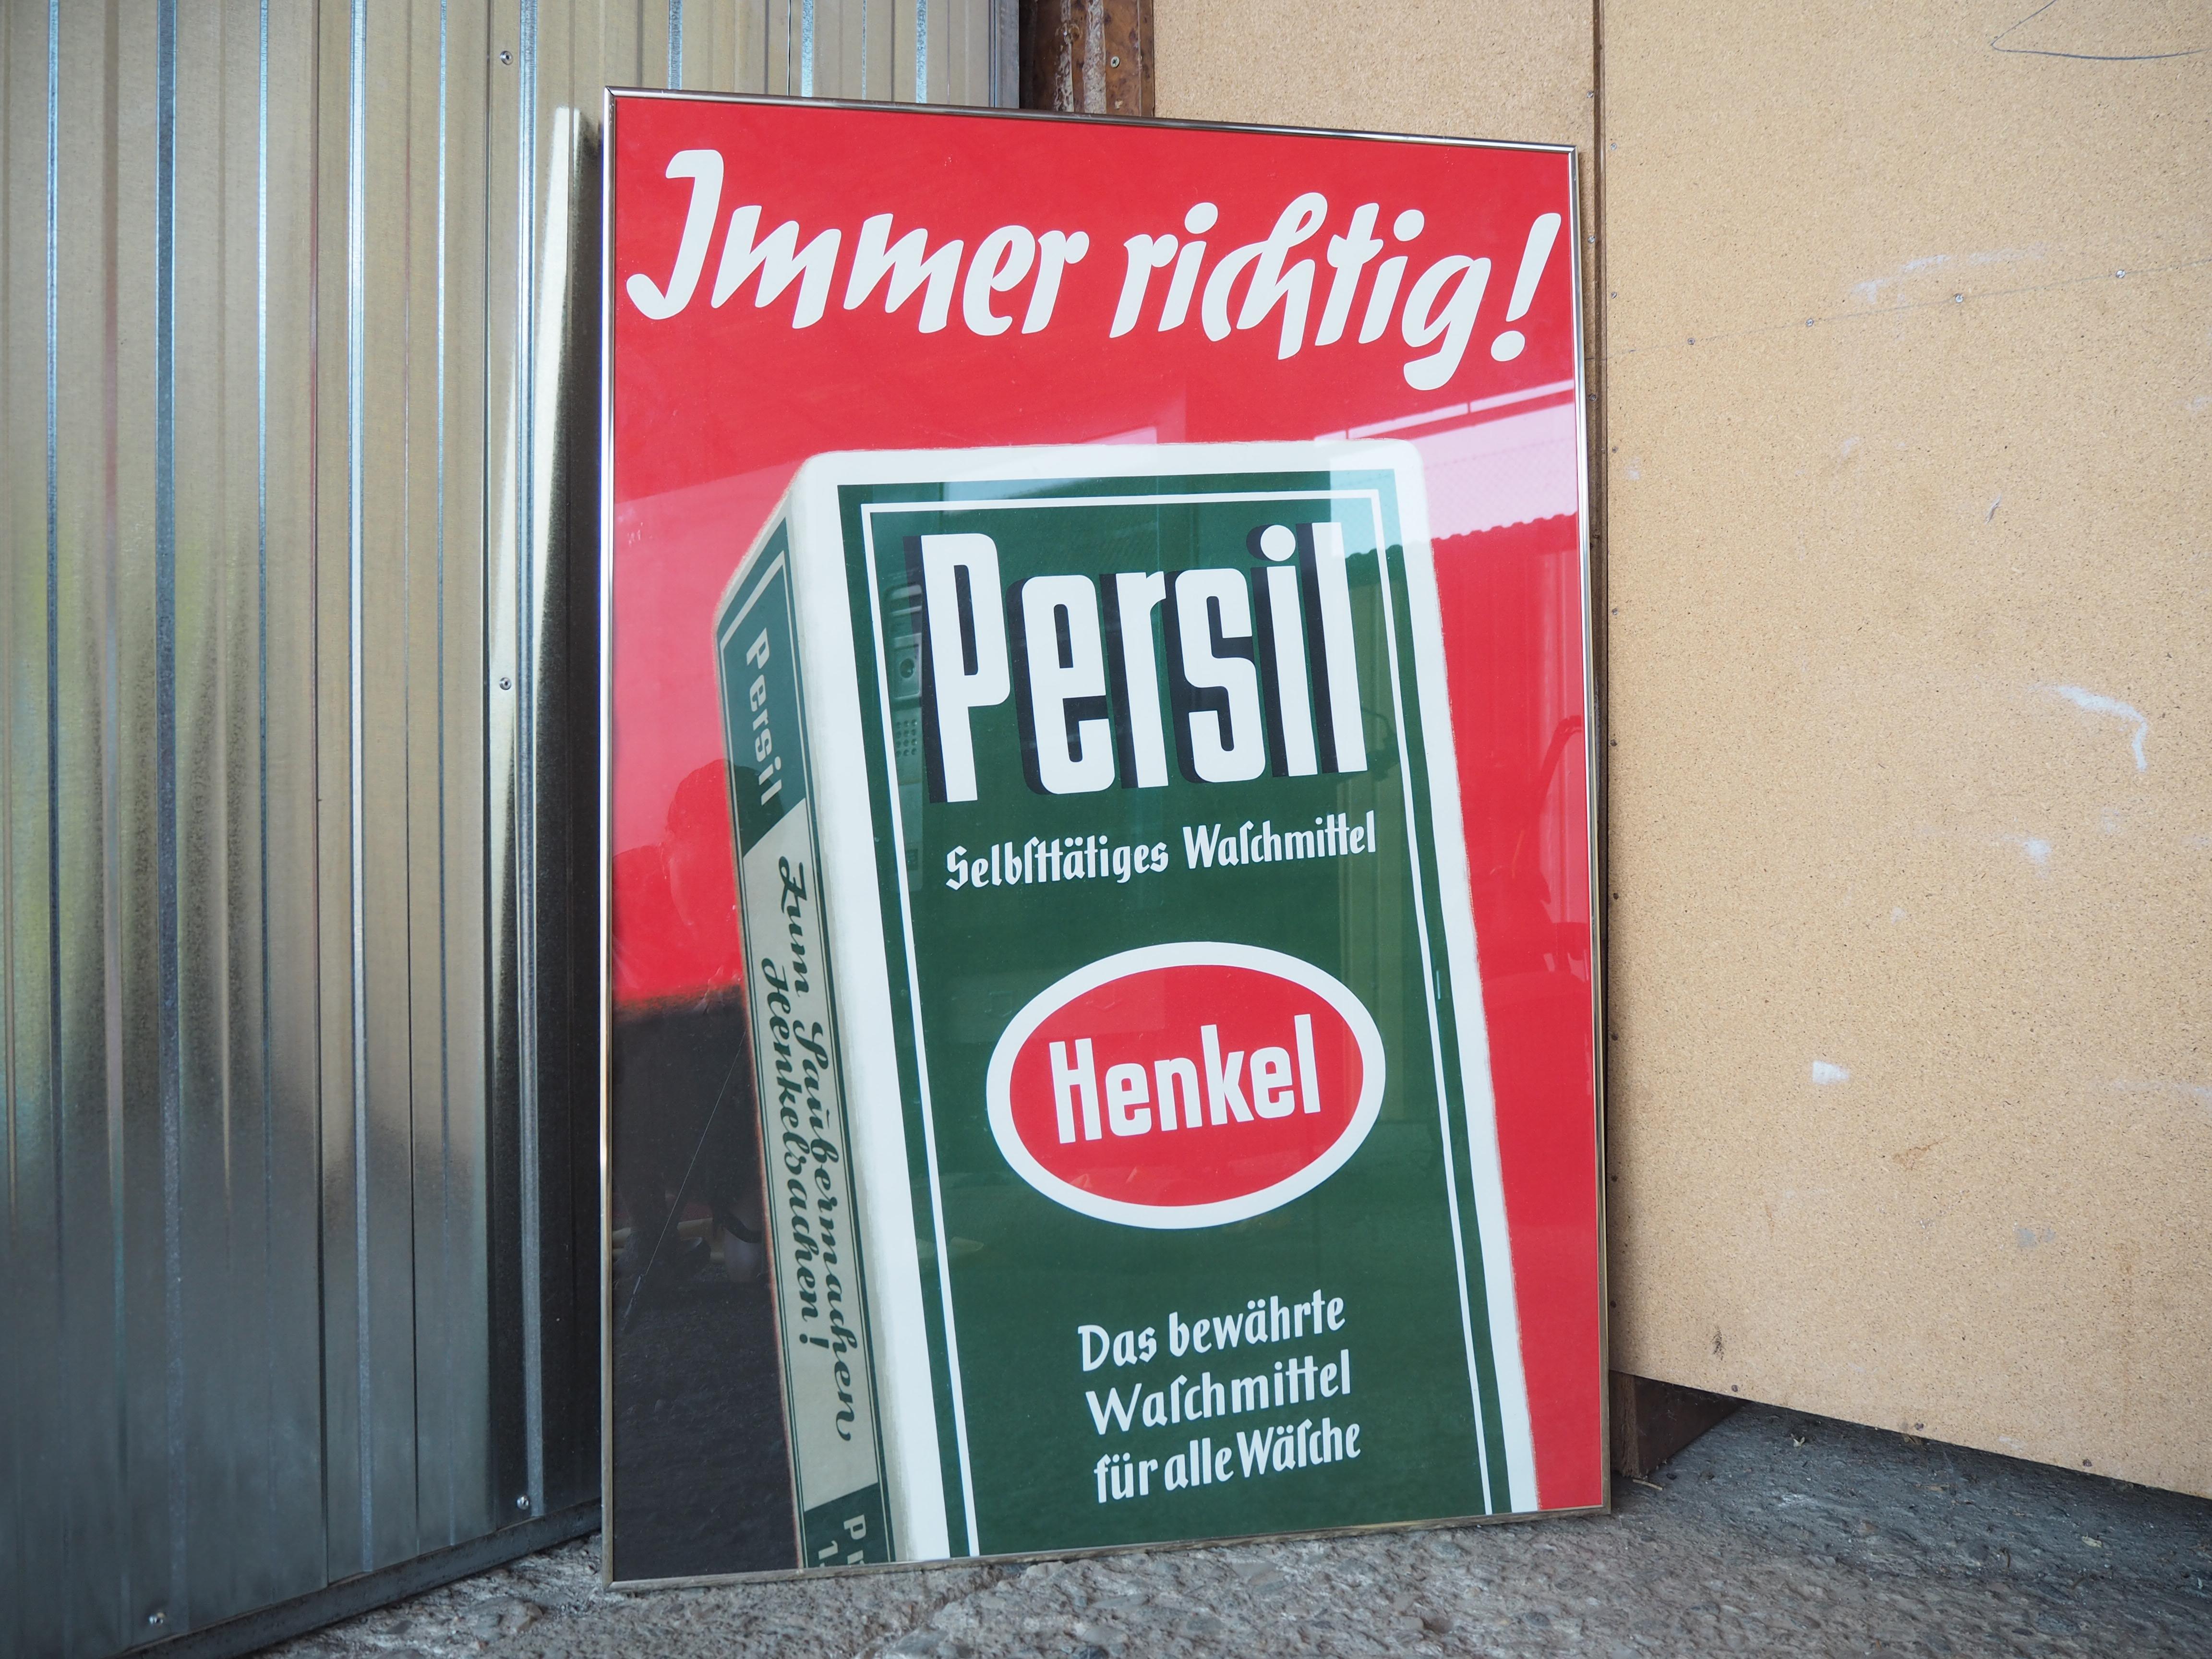 Immer richtig!
Persil
Selbſttätiges Waſchmittel
Henkel
Das bewährte
Waſchmittel
für alle Wäſche
Persil
Zum Saubermachen
Henkelsachen!